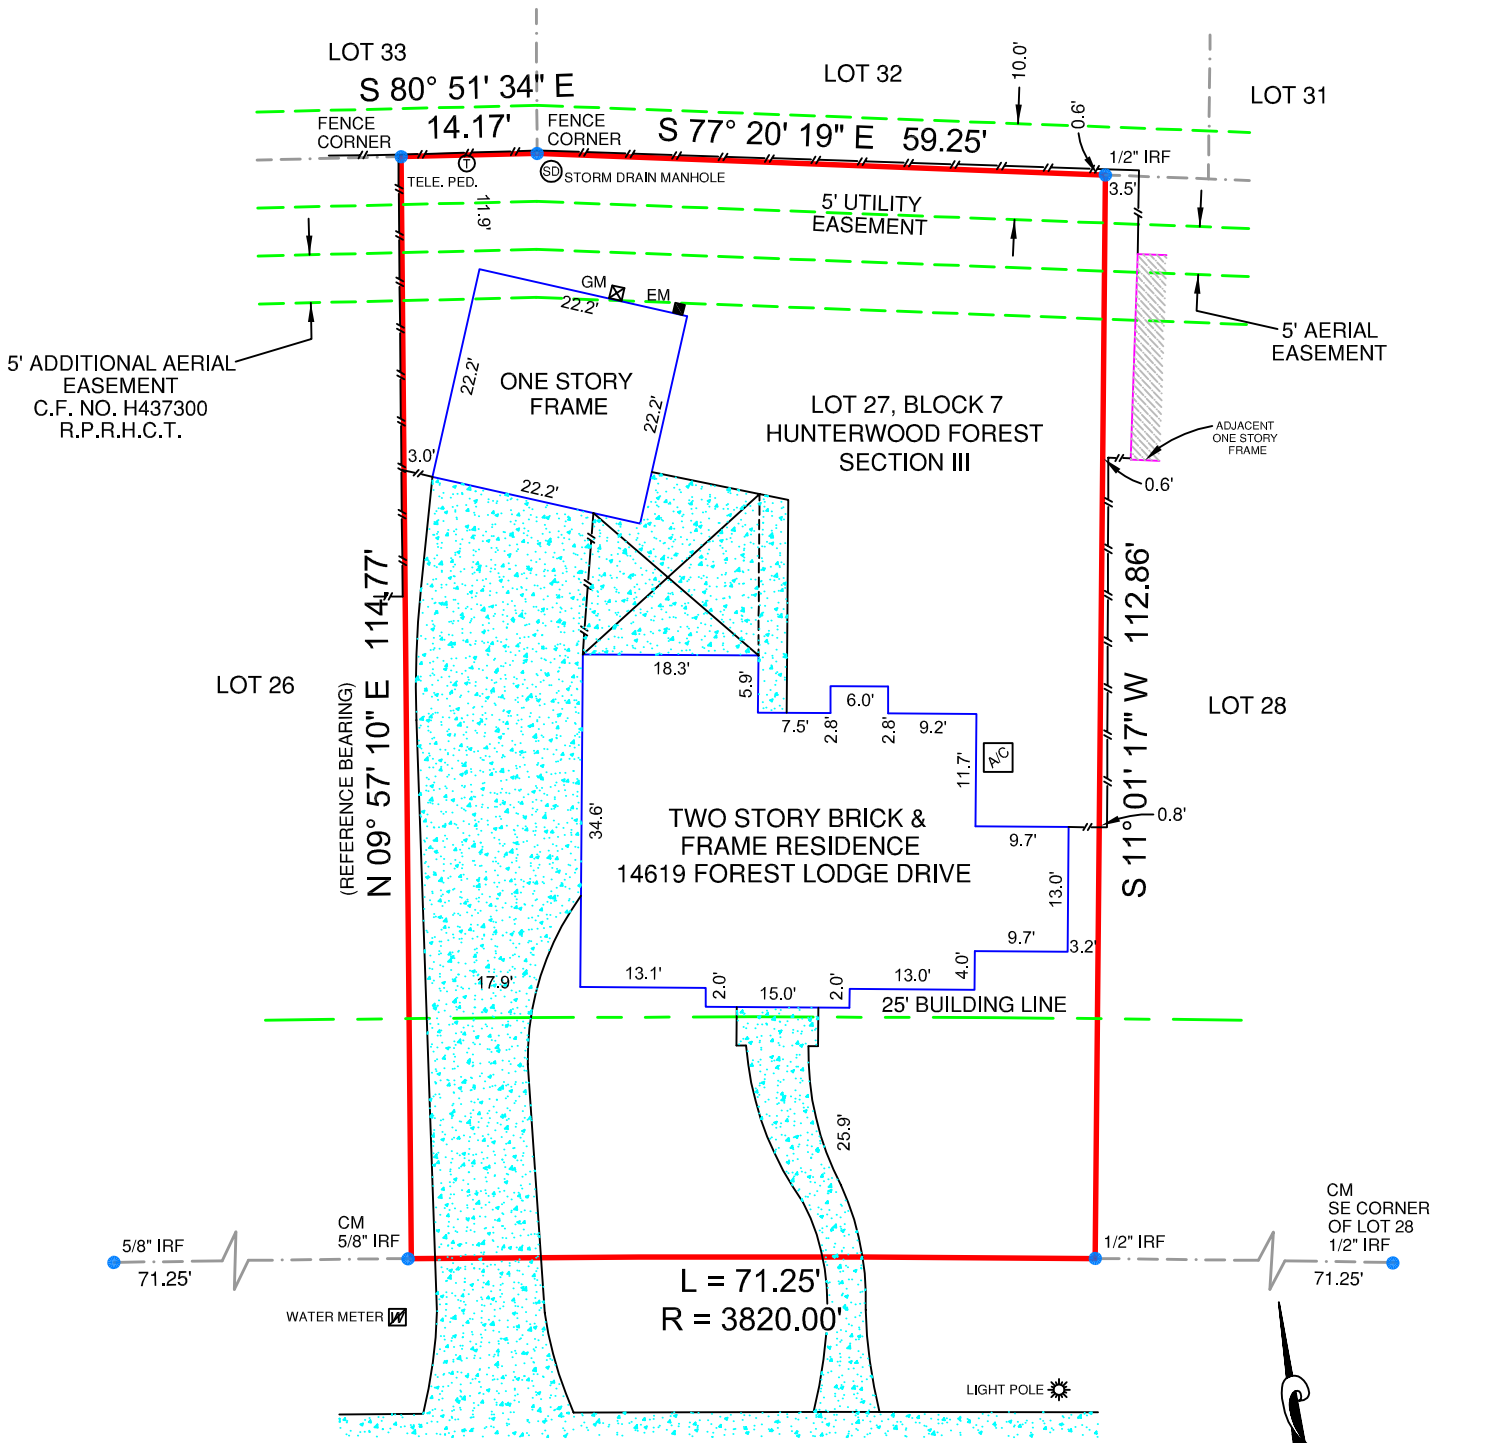 LOT 33
S 80° 51' 34" E
LOT 32
10.0'
LOT 31
FENCE
CORNER
14.17'
FENCE
CORNER
S 77° 20' 19" E 59.25'
0.6'
1/2" IRF
T
TELE. PED.
SD
STORM DRAIN MANHOLE
3.5'
11.9'
5' UTILITY
EASEMENT
GM
EM
22.2'
5' AERIAL
EASEMENT
5' ADDITIONAL AERIAL
EASEMENT
C.F. NO. H437300
R.P.R.H.C.T.
22.2'
ONE STORY
FRAME
22.2'
LOT 27, BLOCK 7
HUNTERWOOD FOREST
SECTION III
ADJACENT
ONE STORY
FRAME
3.0'
22.2'
0.6'
(REFERENCE BEARING)
N 09° 57' 10" E 114.77'
S 11° 01' 17" W 112.86'
LOT 26
LOT 28
18.3'
5.9'
6.0'
7.5'
2.8'
2.8'
9.2'
11.7'
A/C
34.6'
TWO STORY BRICK &
FRAME RESIDENCE
14619 FOREST LODGE DRIVE
0.8'
9.7'
13.0'
9.7'
3.2'
17.9'
13.1'
2.0'
15.0'
2.0'
13.0'
4.0'
25' BUILDING LINE
25.9'
CM
SE CORNER
OF LOT 28
1/2" IRF
71.25'
5/8" IRF
71.25'
CM
5/8" IRF
1/2" IRF
L = 71.25'
R = 3820.00'
WATER METER W
LIGHT POLE